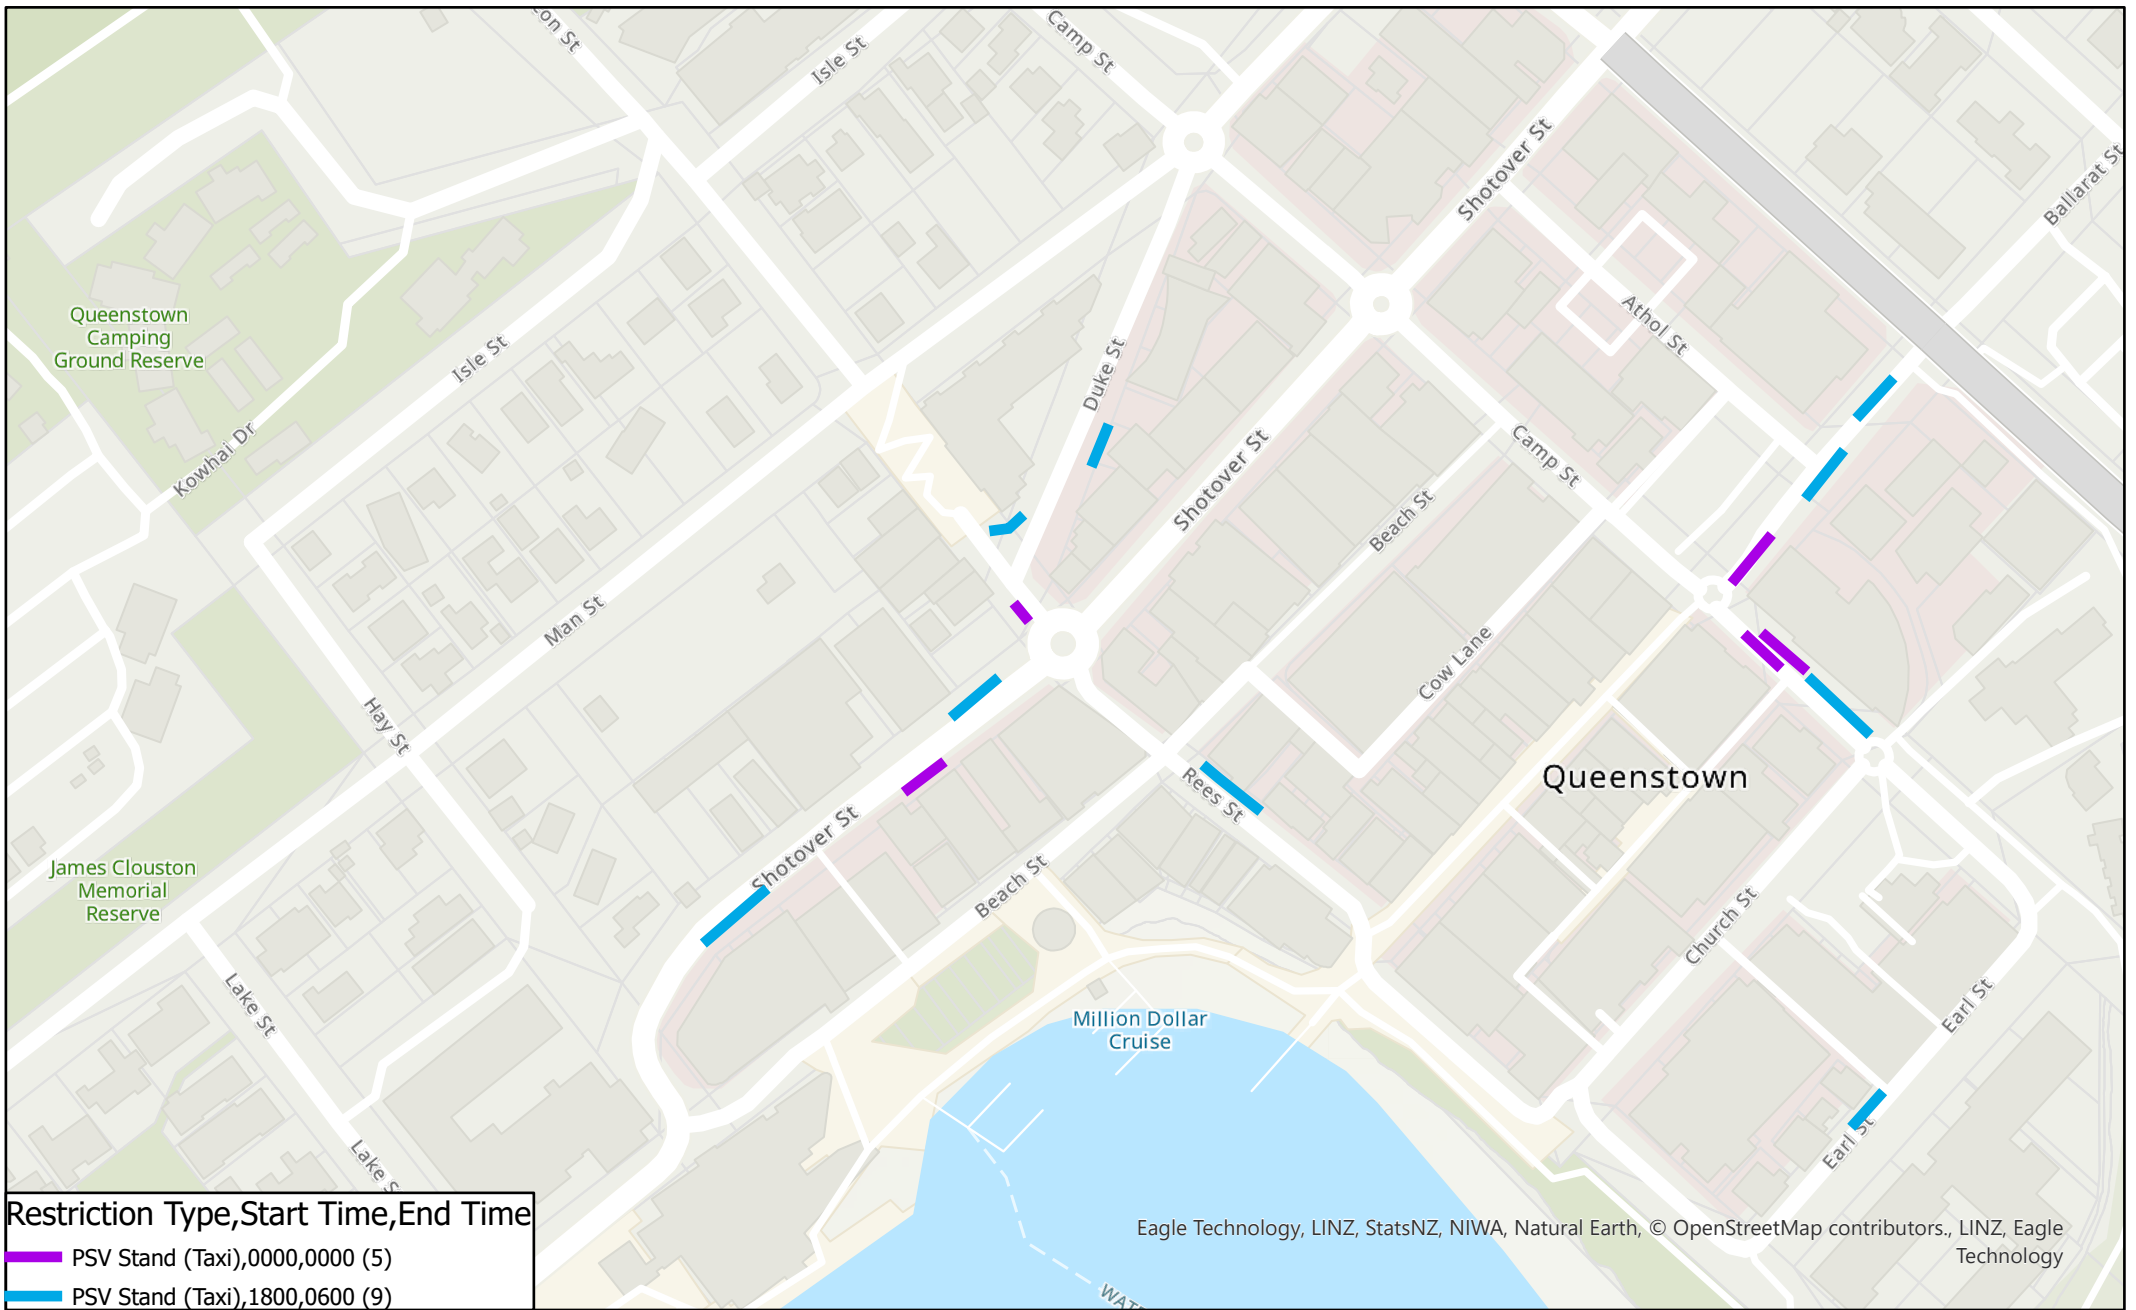 Isle St
Camp St
Shotover St
Ballarat St
Queenstown
Camping
Ground Reserve
Isle St
Duke St
Athol St
Kowhai Dr
Shotover St
Camp St
Beach St
Man St
Cow Lane
Hay St
Queenstown
Rees St
Shotover St
Beach St
James Clouston
Memorial
Reserve
Church St
Lake St
Earl St
Million Dollar
Cruise
Earl St
Lake S
Restriction Type,Start Time,End Time
PSV Stand (Taxi),0000,0000 (5)
PSV Stand (Taxi),1800,0600 (9)
Eagle Technology, LINZ, StatsNZ, NIWA, Natural Earth, © OpenStreetMap contributors., LINZ, Eagle
Technology